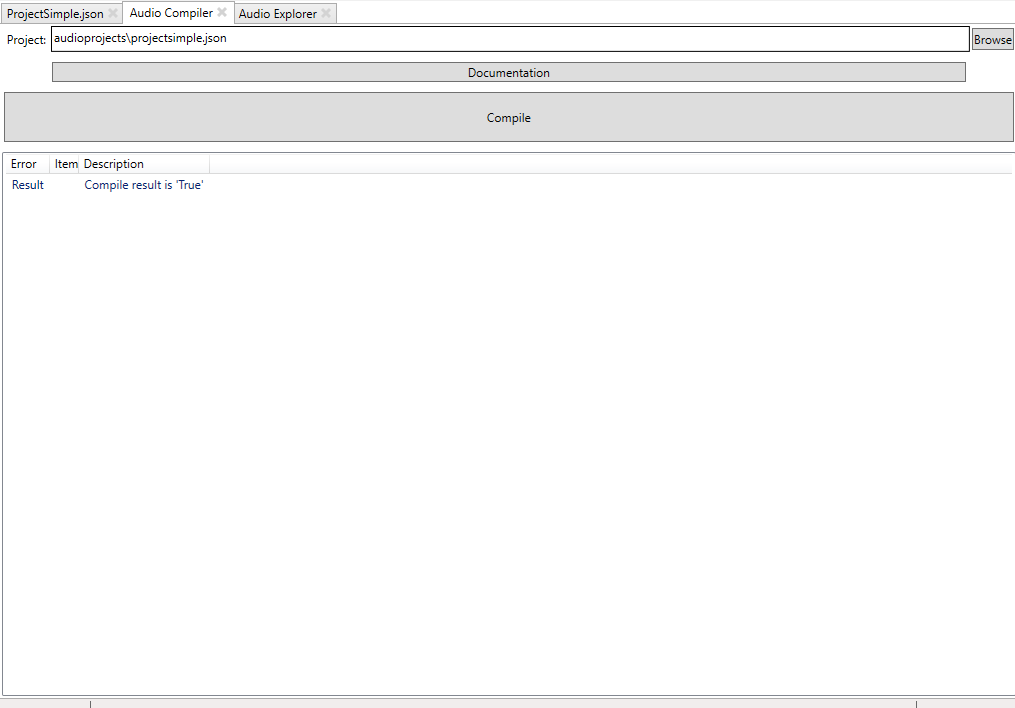 ProjectSimple.json Audio Compiler Audio Explorer
Project: audioprojects\projectsimple.json Browse
Documentation
Compile
Error Item Description
Result Compile result is 'True'